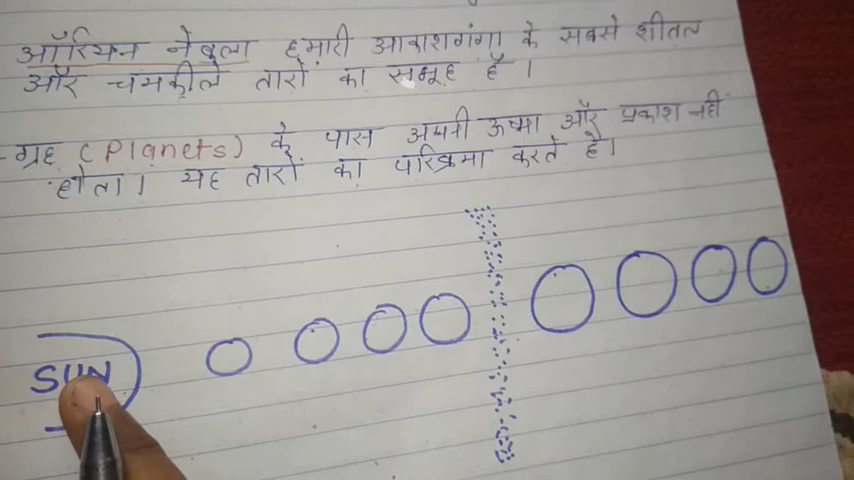 ऑरियन नेबुला हमारी आकाशगंगा के सबसे शीतल
और चमकीले तारों का समूह है।
-ग्रह (Planets) के पास अपनी ऊष्मा और प्रकाश नहीं
होता। यह तारों का परिक्रमा करते है।
SUN